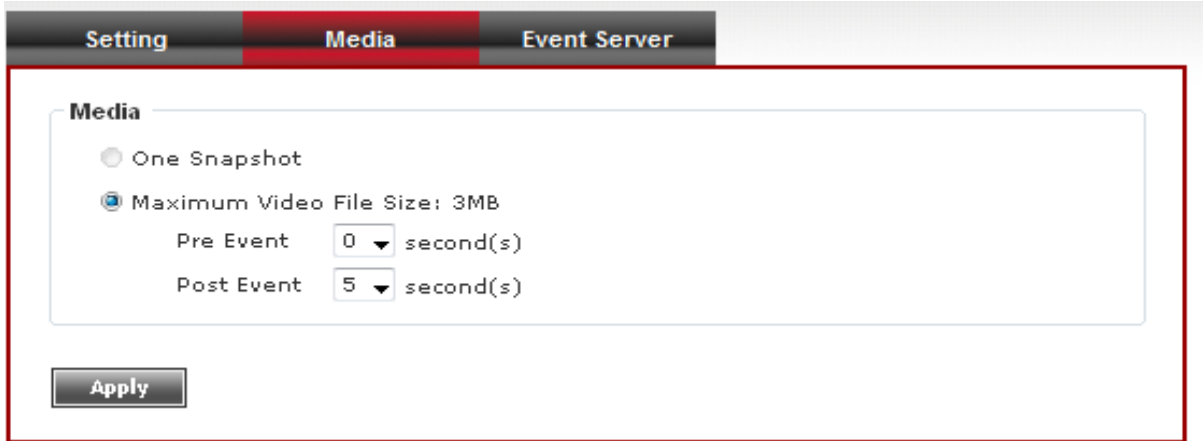 Setting Media Event Server
Media
One Snapshot
Maximum Video File Size: 3MB
Pre Event 0 second(s)
Post Event 5 second(s)
Apply